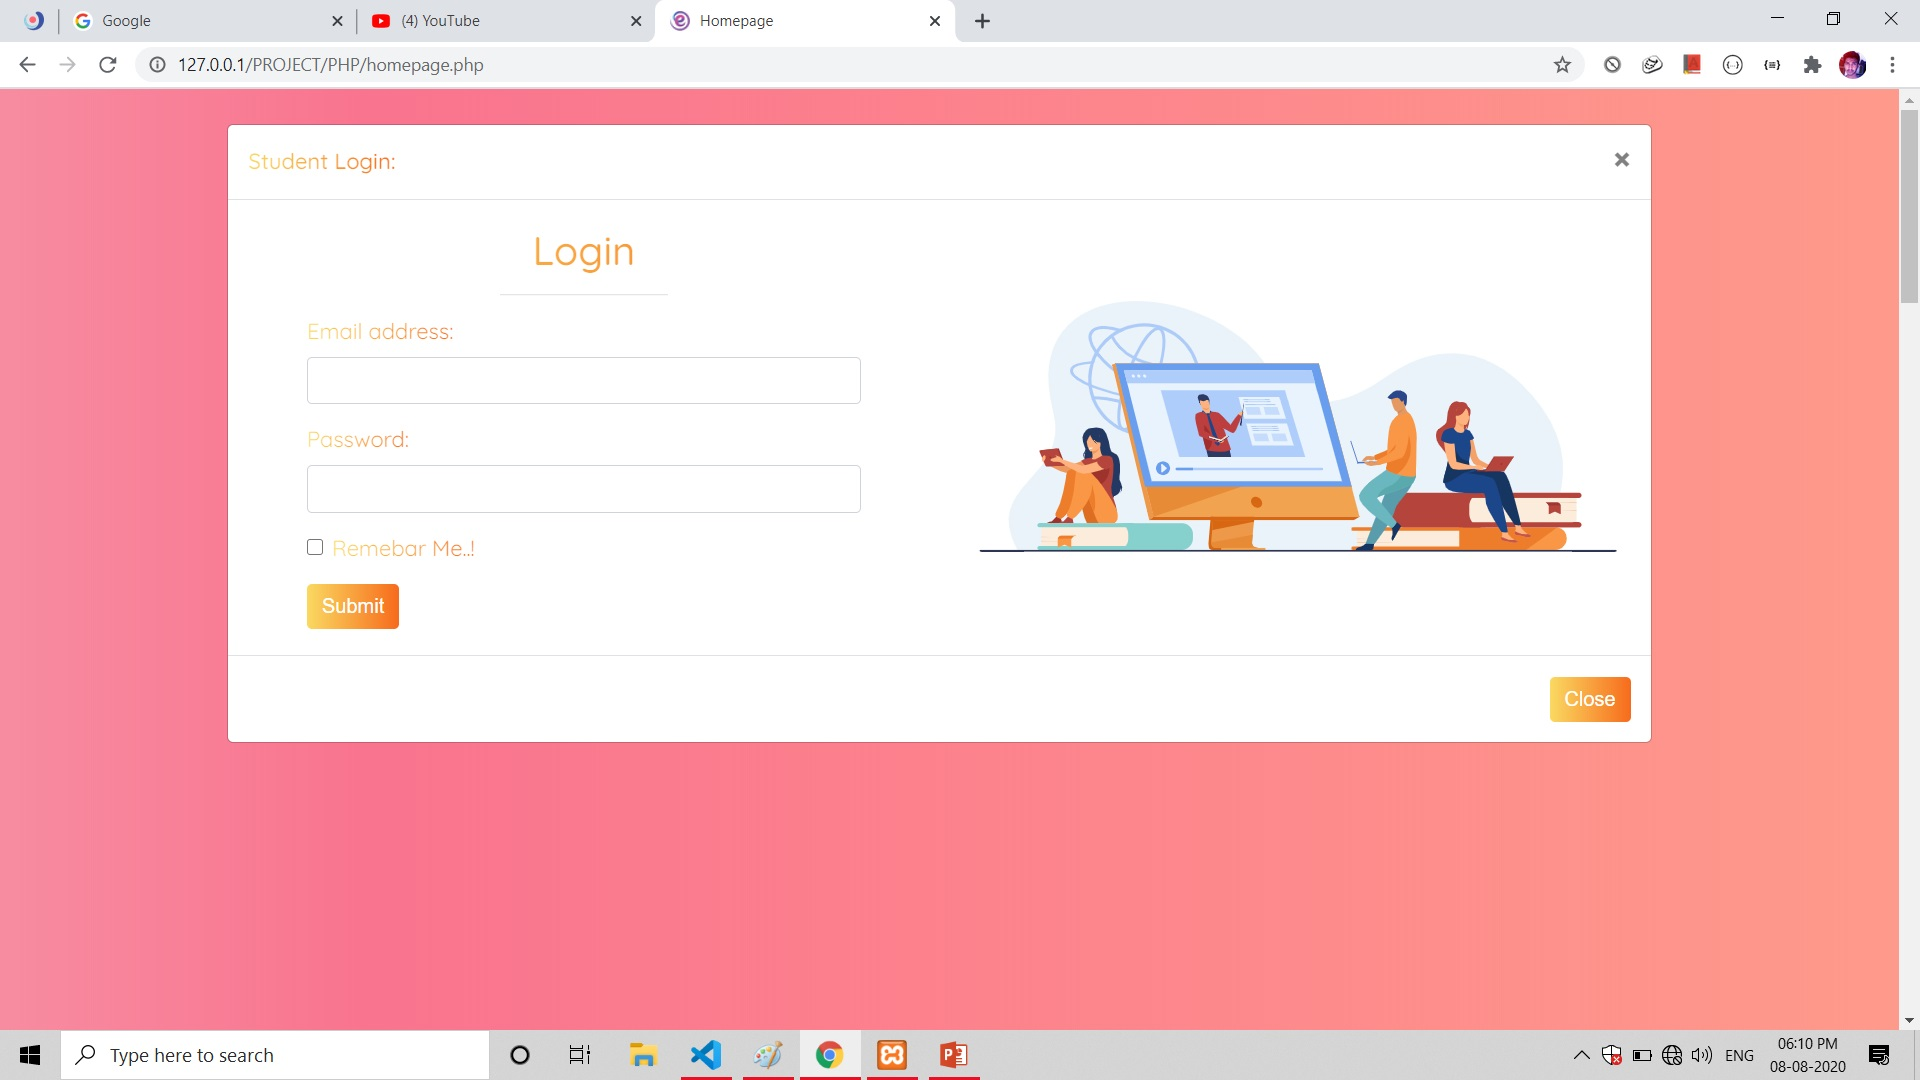 Google
(4) YouTube
Homepage
127.0.0.1/PROJECT/PHP/homepage.php
Student Login:
Login
Email address:
Password:
Remebar Me..!
Submit
Close
Type here to search
ENG
06:10 PM
08-08-2020